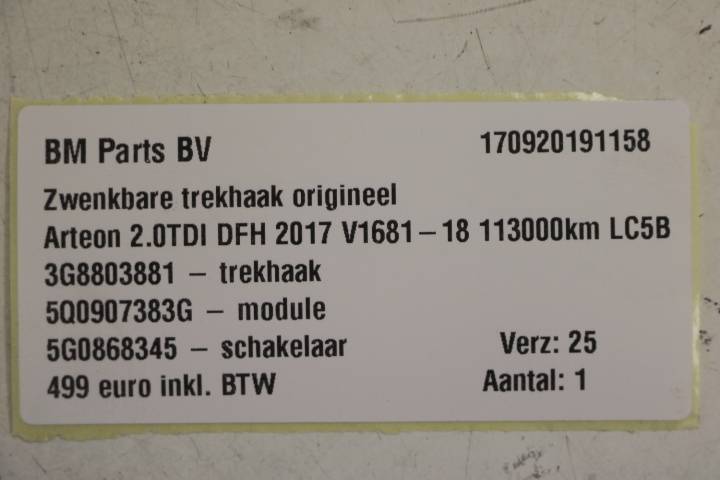 BM Parts BV 170920191158
Zwenkbare trekhaak origineel
Arteon 2.0TDI DFH 2017 V1681-18 113000km LC5B
3G8803881 - trekhaak
5Q0907383G - module
5G0868345 - schakelaar Verz: 25
499 euro inkl. BTW Aantal: 1